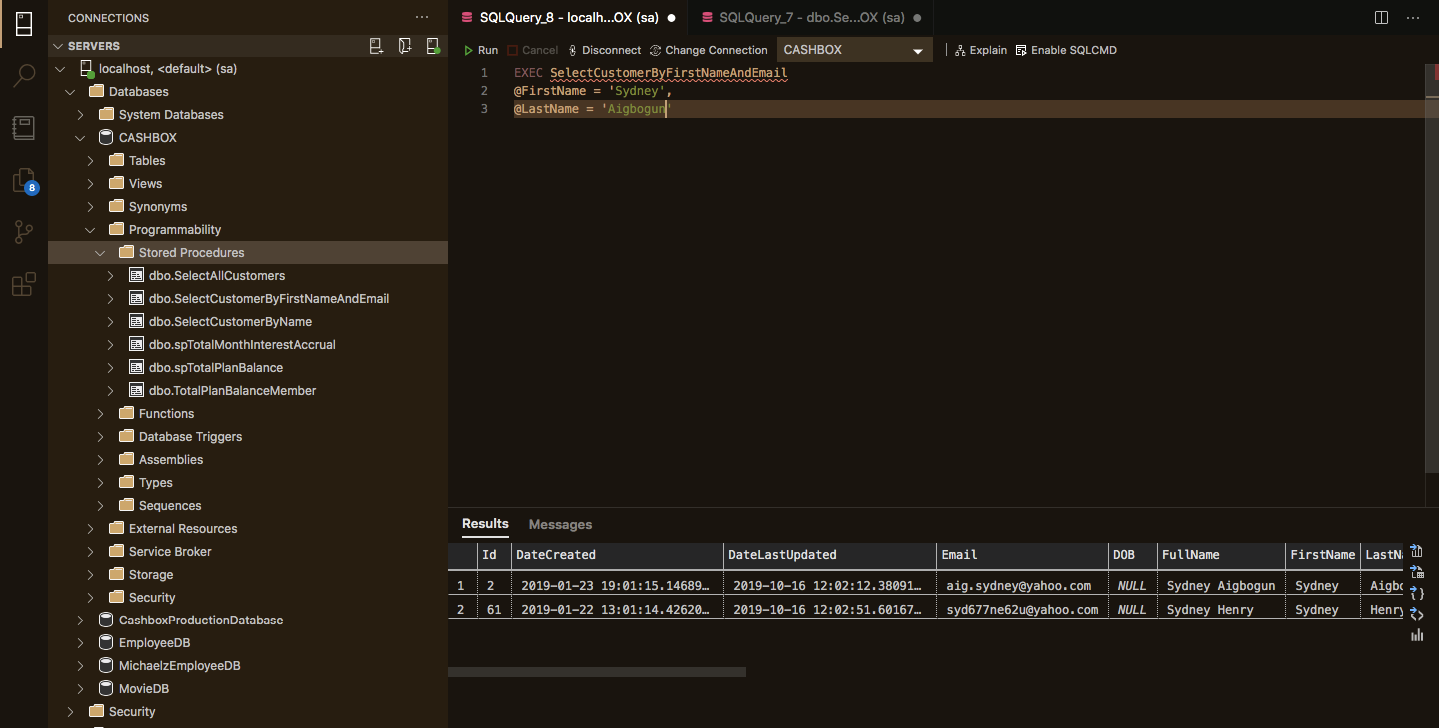 CONNECTIONS
SERVERS
localhost, <default> (sa)
Databases
System Databases
CASHBOX
Tables
Views
Synonyms
Programmability
Stored Procedures
dbo.SelectAllCustomers
dbo.SelectCustomerByFirstNameAndEmail
dbo.SelectCustomerByName
dbo.spTotalMonthInterestAccrual
dbo.spTotalPlanBalance
dbo.TotalPlanBalanceMember
Functions
Database Triggers
Assemblies
Types
Sequences
External Resources
Service Broker
Storage
Security
CashboxProductionDatabase
EmployeeDB
MichaelzEmployeeDB
MovieDB
Security
8
SQLQuery_8 - localh...OX (sa) SQLQuery_7 - dbo.Se...OX (sa)
Run Cancel Disconnect Change Connection CASHBOX Explain Enable SQLCMD
1 EXEC SelectCustomerByFirstNameAndEmail
2 @FirstName = 'Sydney',
3 @LastName = 'Aigbogun'
Results Messages
Id DateCreated DateLastUpdated Email DOB FullName FirstName LastN
1 2 2019-01-23 19:01:15.14689… 2019-10-16 12:02:12.38091… aig.sydney@yahoo.com NULL Sydney Aigbogun Sydney Aigbo
2 61 2019-01-22 13:01:14.42620… 2019-10-16 12:02:51.60167… syd677ne62u@yahoo.com NULL Sydney Henry Sydney Henry